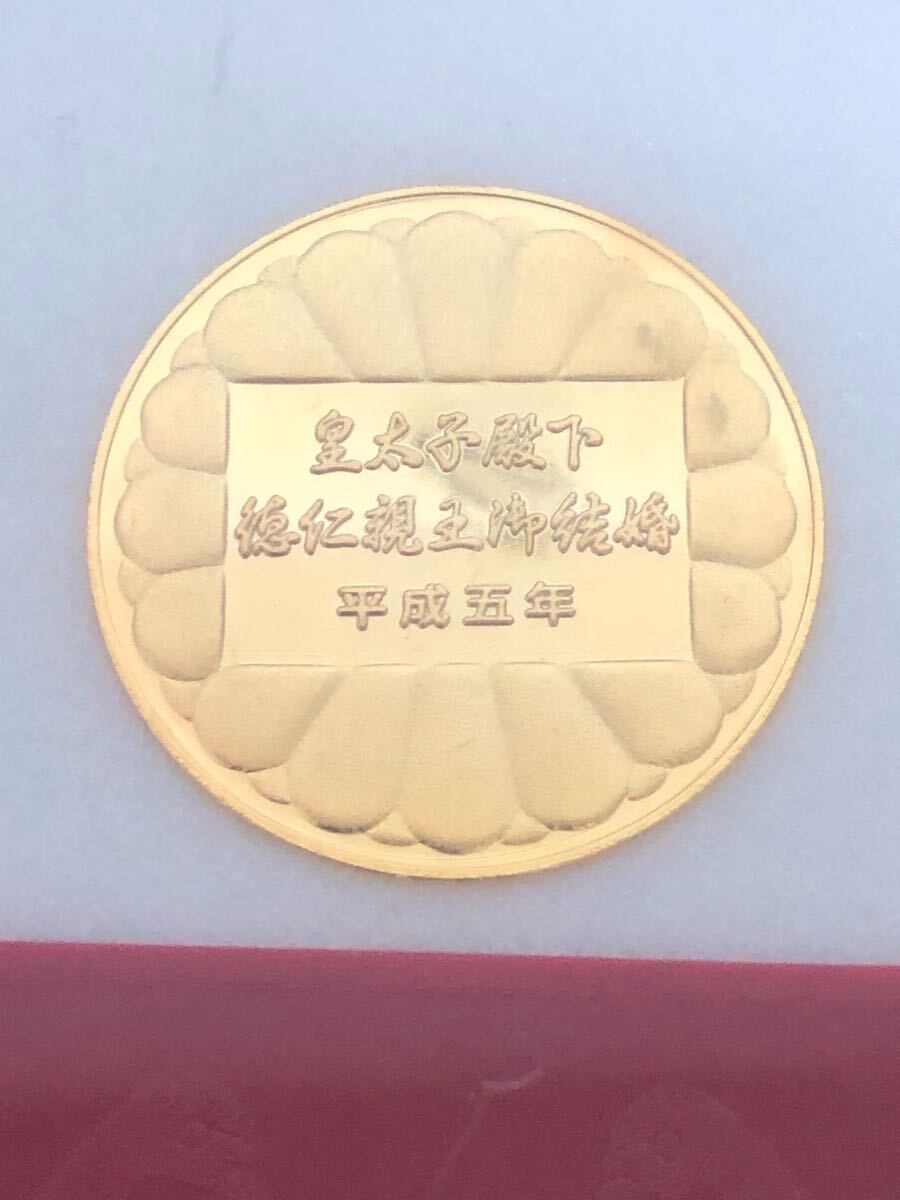 皇太子殿下
徳仁親王御結婚
平成五年